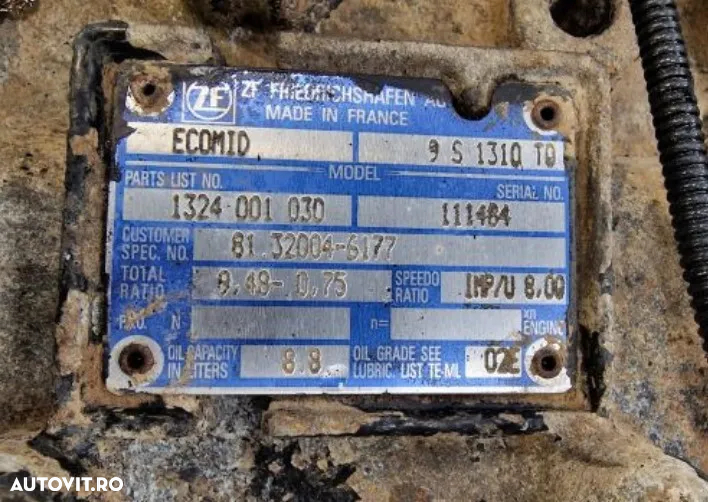 ZF ZF FRIEDRICHSHAFEN AG
MADE IN FRANCE
ECOMID 9 S 1310 TO
MODEL
PARTS LIST NO. SERIAL NO.
1324 001 030 111484
CUSTOMER SPEC. NO. 81.32004-6177
TOTAL RATIO 9,48- 0,75 SPEEDO RATIO IMP/U 8,00
P.T.O. N n= xn ENGINE
OIL CAPACITY IN LITERS 8.8 OIL GRADE SEE LUBRIC. LIST TE-ML 02E
AUTOVIT.RO